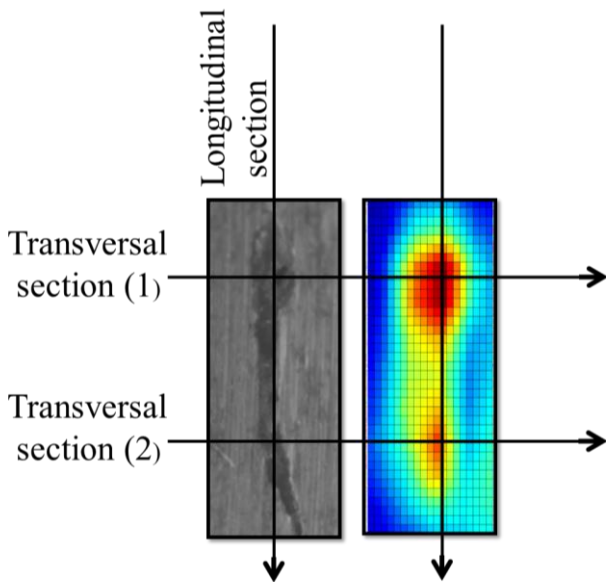 Longitudinal
section
Transversal
section (1)
Transversal
section (2)